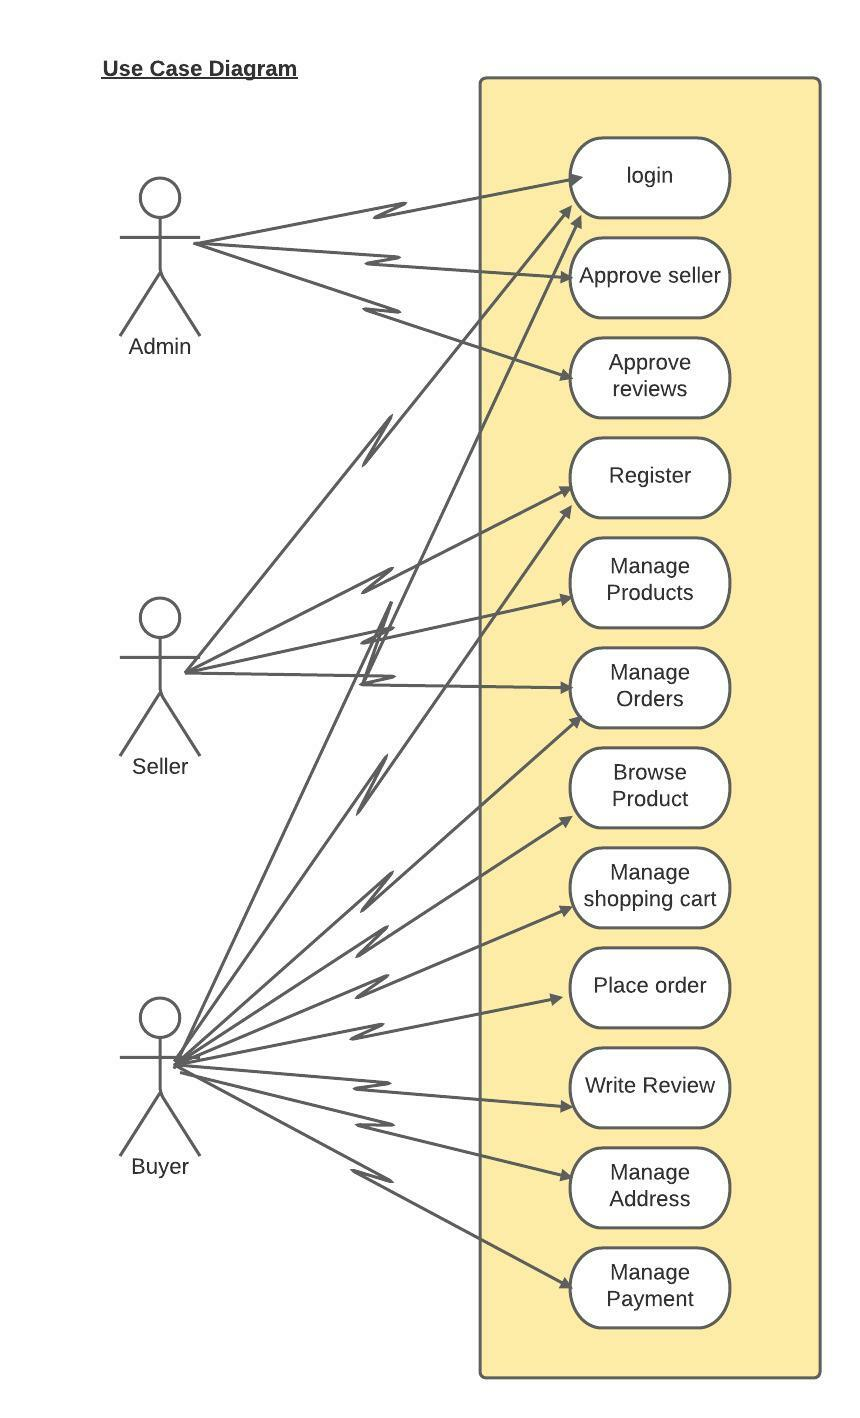 Use Case Diagram
login
Approve seller
Admin
Approve
reviews
Register
Manage
Products
Manage
Orders
Seller
Browse
Product
Manage
shopping cart
Place order
Write Review
Buyer
Manage
Address
Manage
Payment